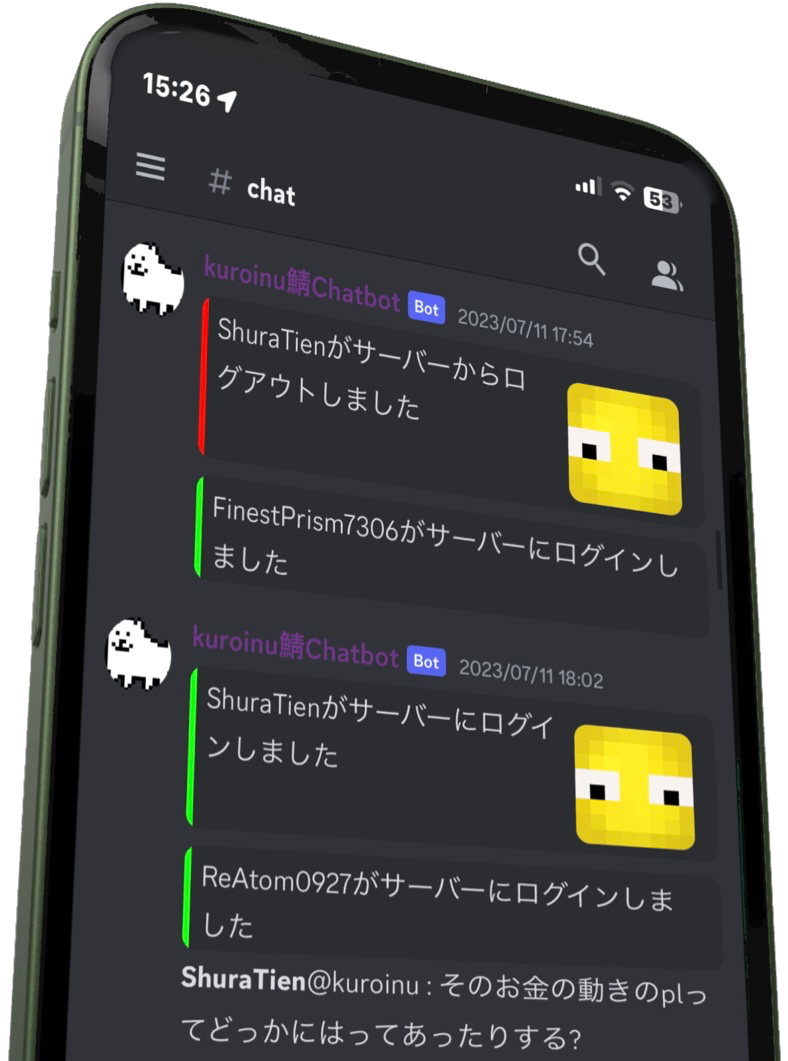 15:26
53
# chat
kuroinu鯖Chatbot Bot 2023/07/11 17:54
ShuraTienがサーバーからロ
グアウトしました
FinestPrism7306がサーバーにログインし
ました
kuroinu鯖Chatbot Bot 2023/07/11 18:02
ShuraTienがサーバーにログイ
ンしました
ReAtom0927がサーバーにログインしま
した
ShuraTien@kuroinu : そのお金の動きのplっ
てどっかにはってあったりする?